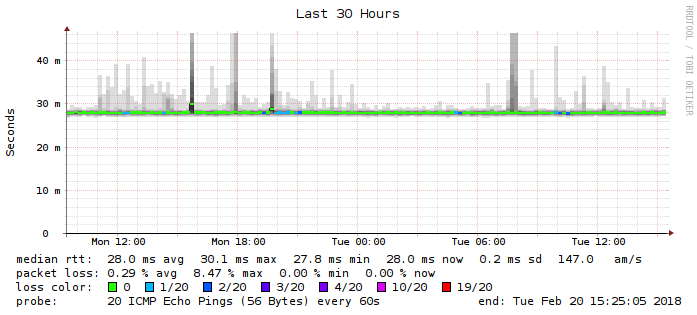 Last 30 Hours
RRDTOOL / TOBI OETIKER
Seconds
40 m
30 m
20 m
10 m
0
Mon 12:00 Mon 18:00 Tue 00:00 Tue 06:00 Tue 12:00
median rtt: 28.0 ms avg 30.1 ms max 27.8 ms min 28.0 ms now 0.2 ms sd 147.0 am/s
packet loss: 0.29 % avg 8.47 % max 0.00 % min 0.00 % now
loss color: 0 1/20 2/20 3/20 4/20 10/20 19/20
probe: 20 ICMP Echo Pings (56 Bytes) every 60s end: Tue Feb 20 15:25:05 2018